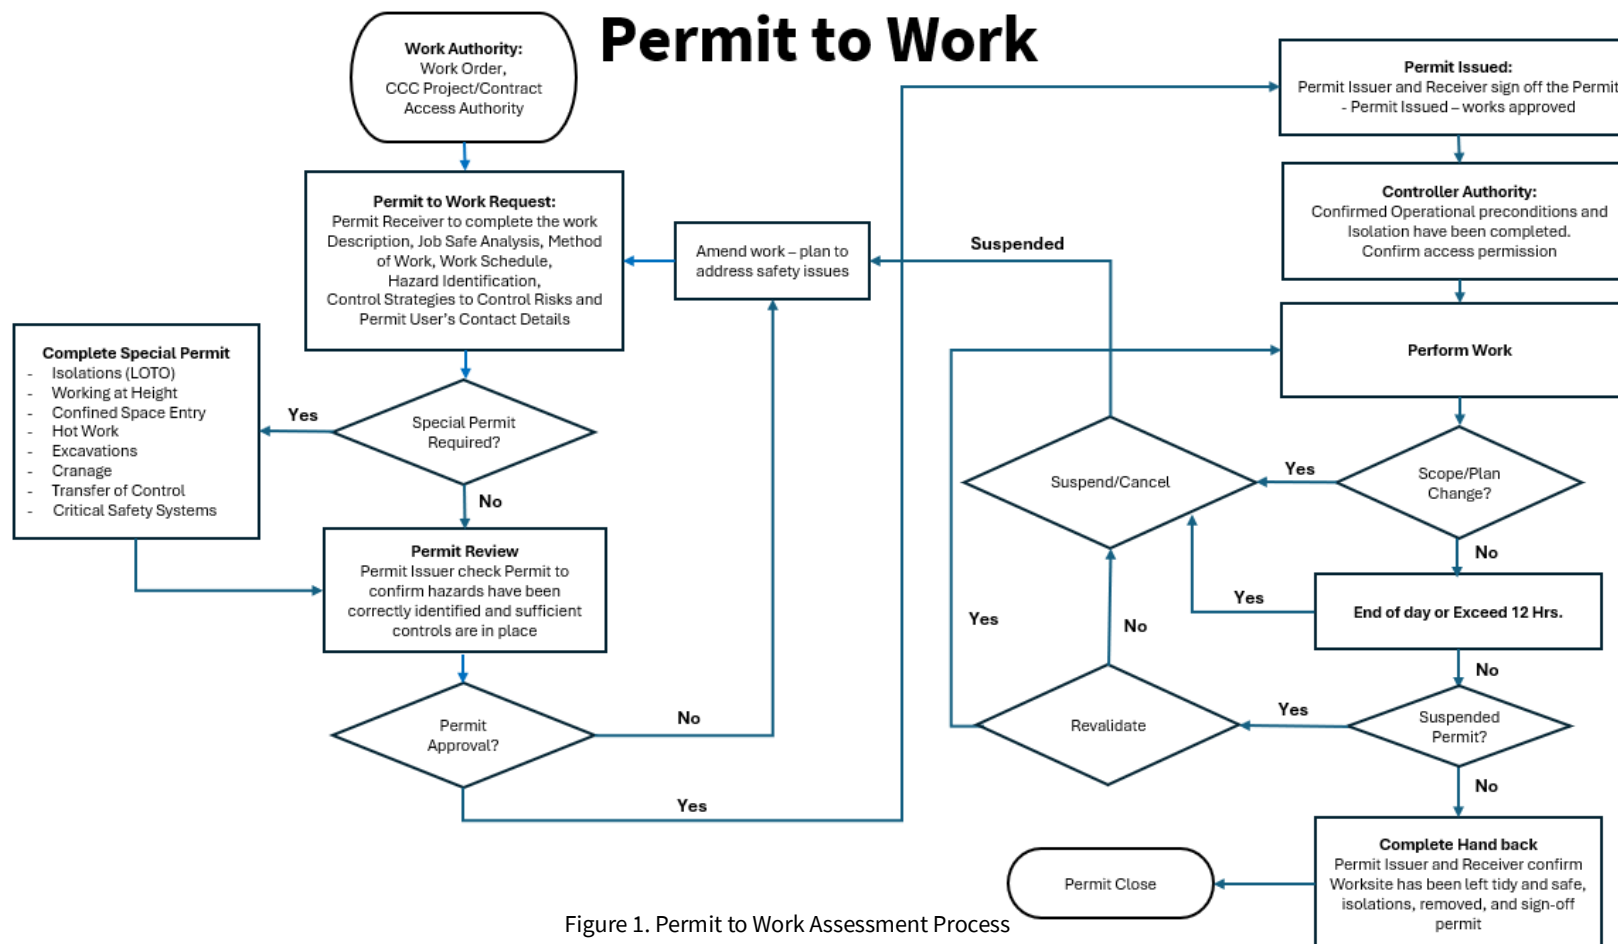 Permit to Work
Work Authority:
Work Order,
CCC Project/Contract
Access Authority
Permit to Work Request:
Permit Receiver to complete the work
Description, Job Safe Analysis, Method
of Work, Work Schedule,
Hazard Identification,
Control Strategies to Control Risks and
Permit User's Contact Details
Amend work – plan to
address safety issues
Suspended
Complete Special Permit
- Isolations (LOTO)
- Working at Height
- Confined Space Entry
- Hot Work
- Excavations
- Cranage
- Transfer of Control
- Critical Safety Systems
Yes
Special Permit
Required?
No
Permit Review
Permit Issuer check Permit to
confirm hazards have been
correctly identified and sufficient
controls are in place
Permit
Approval?
No
Yes
Permit Issued:
Permit Issuer and Receiver sign off the Permit
- Permit Issued – works approved
Controller Authority:
Confirmed Operational preconditions and
Isolation have been completed.
Confirm access permission
Perform Work
Scope/Plan
Change?
Yes
Suspend/Cancel
No
End of day or Exceed 12 Hrs.
Yes
No
Suspended
Permit?
Yes
Revalidate
No
Yes
No
Complete Hand back
Permit Issuer and Receiver confirm
Worksite has been left tidy and safe,
isolations, removed, and sign-off
permit
Permit Close
Figure 1. Permit to Work Assessment Process